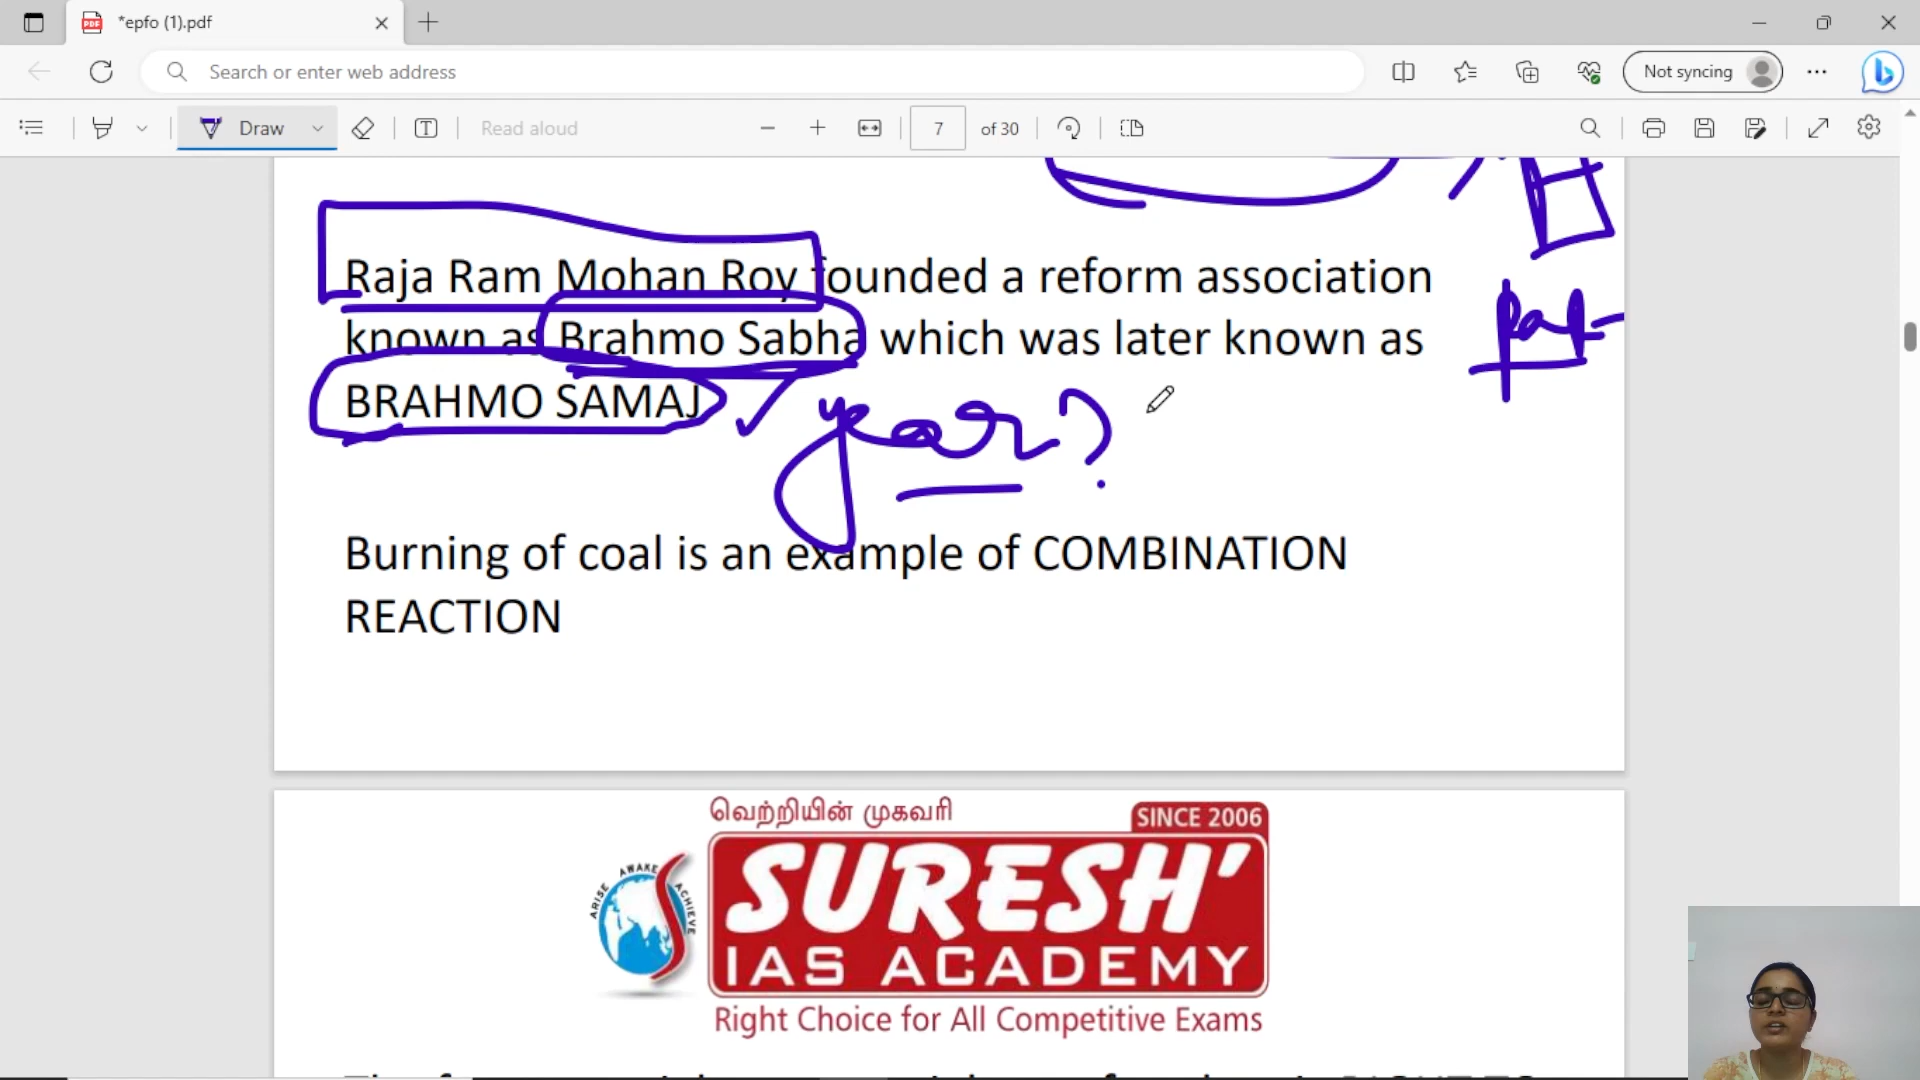 *epfo (1).pdf
Search or enter web address
Not syncing
Draw
Read aloud
7 of 30
Raja Ram Mohan Roy founded a reform association
known as Brahmo Sabha which was later known as
BRAHMO SAMAJ
year?
Burning of coal is an example of COMBINATION
REACTION
வெற்றியின் முகவரி
SINCE 2006
ARISE AWAKE ACHIEVE
SURESH'
IAS ACADEMY
Right Choice for All Competitive Exams